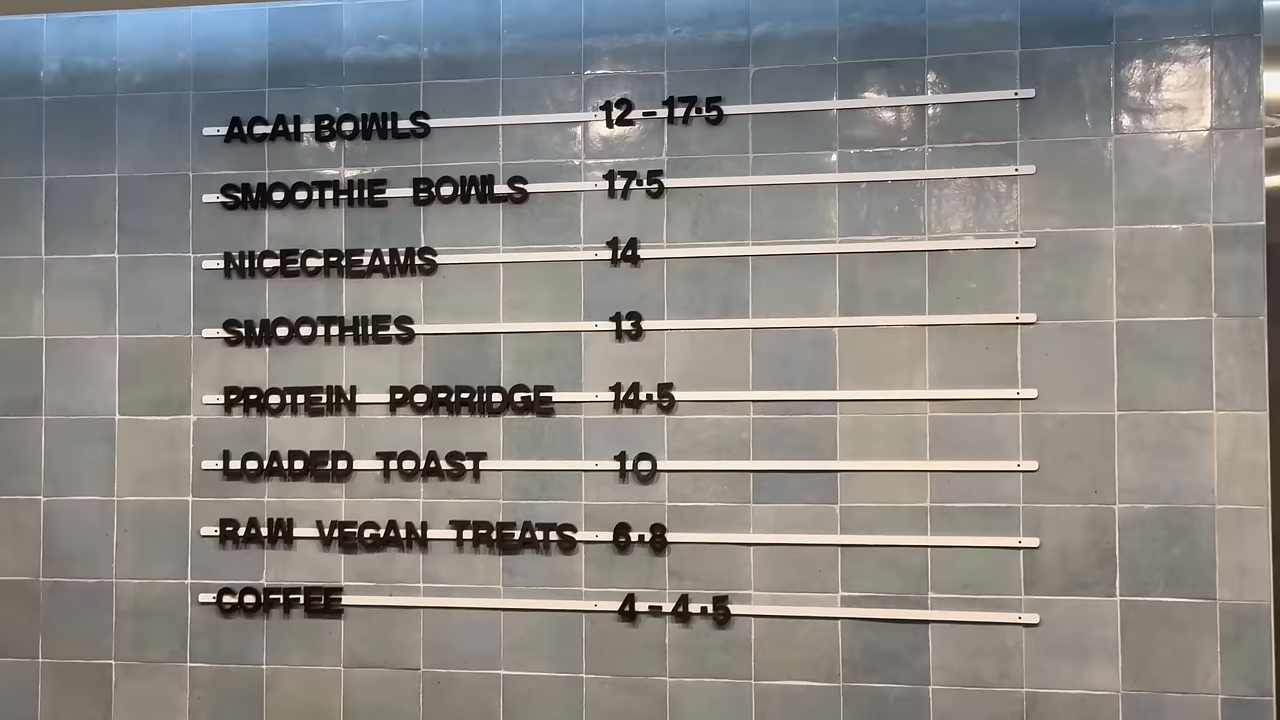 ACAI BOWLS 12-17.5
SMOOTHIE BOWLS 17.5
NICECREAMS 14
SMOOTHIES 13
PROTEIN PORRIDGE 14.5
LOADED TOAST 10
RAW VEGAN TREATS 6.8
COFFEE 4-4.5